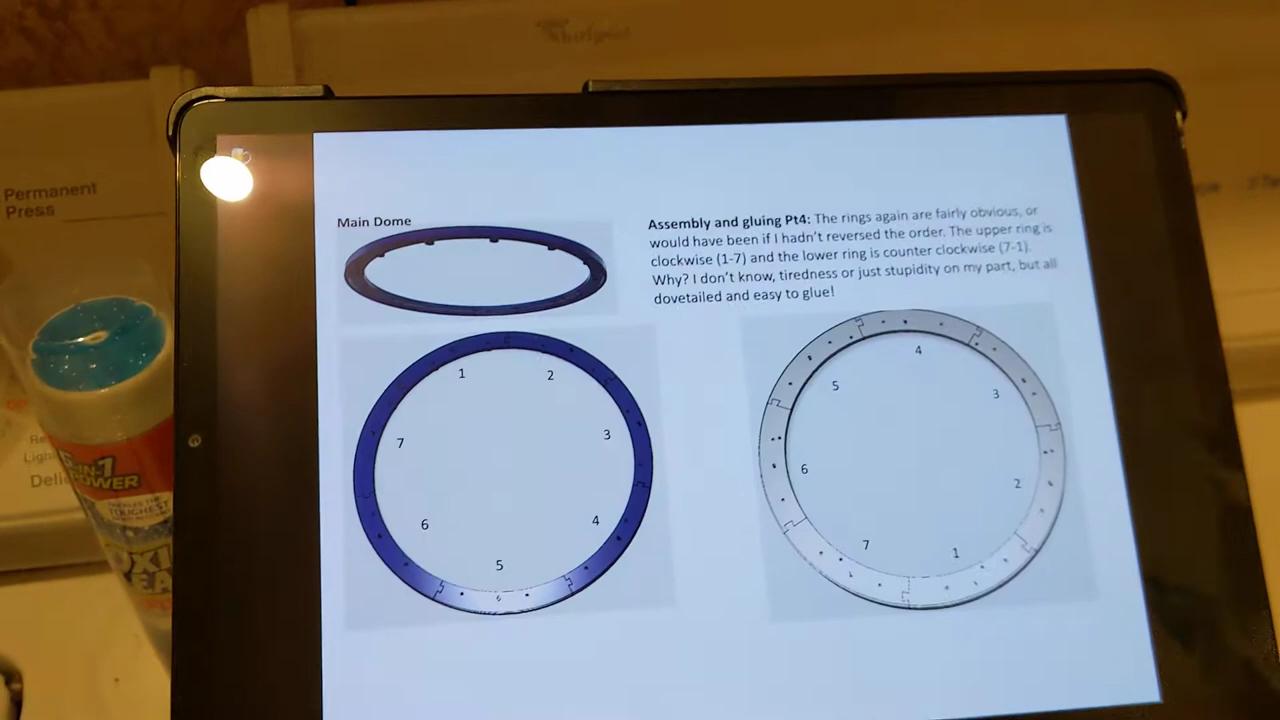 Whirlpool
Permanent
Press
Main Dome
Assembly and gluing Pt4: The rings again are fairly obvious, or
would have been if I hadn't reversed the order. The upper ring is
clockwise (1-7) and the lower ring is counter clockwise (7-1).
Why? I don't know, tiredness or just stupidity on my part, but all
dovetailed and easy to glue!
1
2
3
4
5
6
7
4
3
2
1
7
6
5
IN-1
POWER
TOUGHEST
OXI